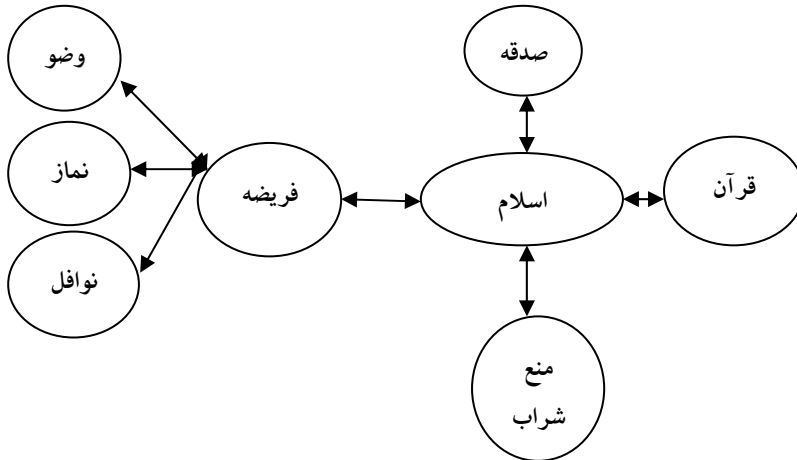 صدقه
وضو
نماز
قرآن
اسلام
فریضه
نوافل
منع
شراب